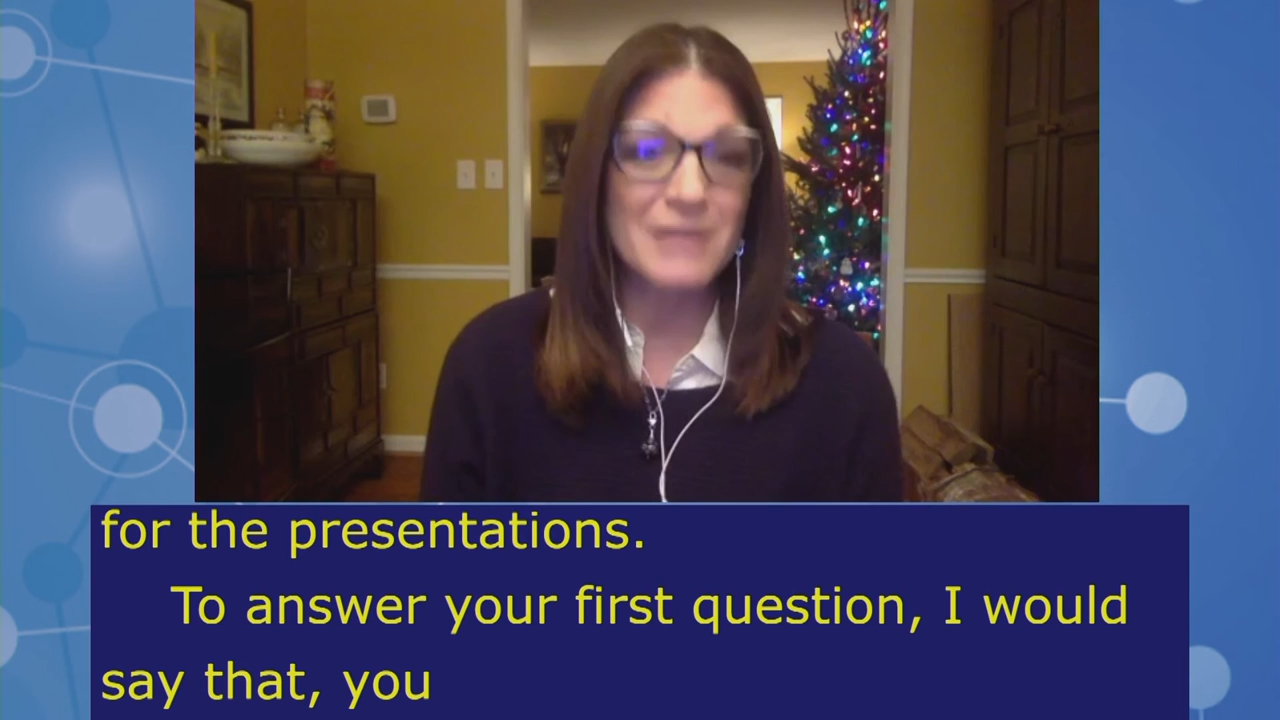 for the presentations.
To answer your first question, I would
say that, you